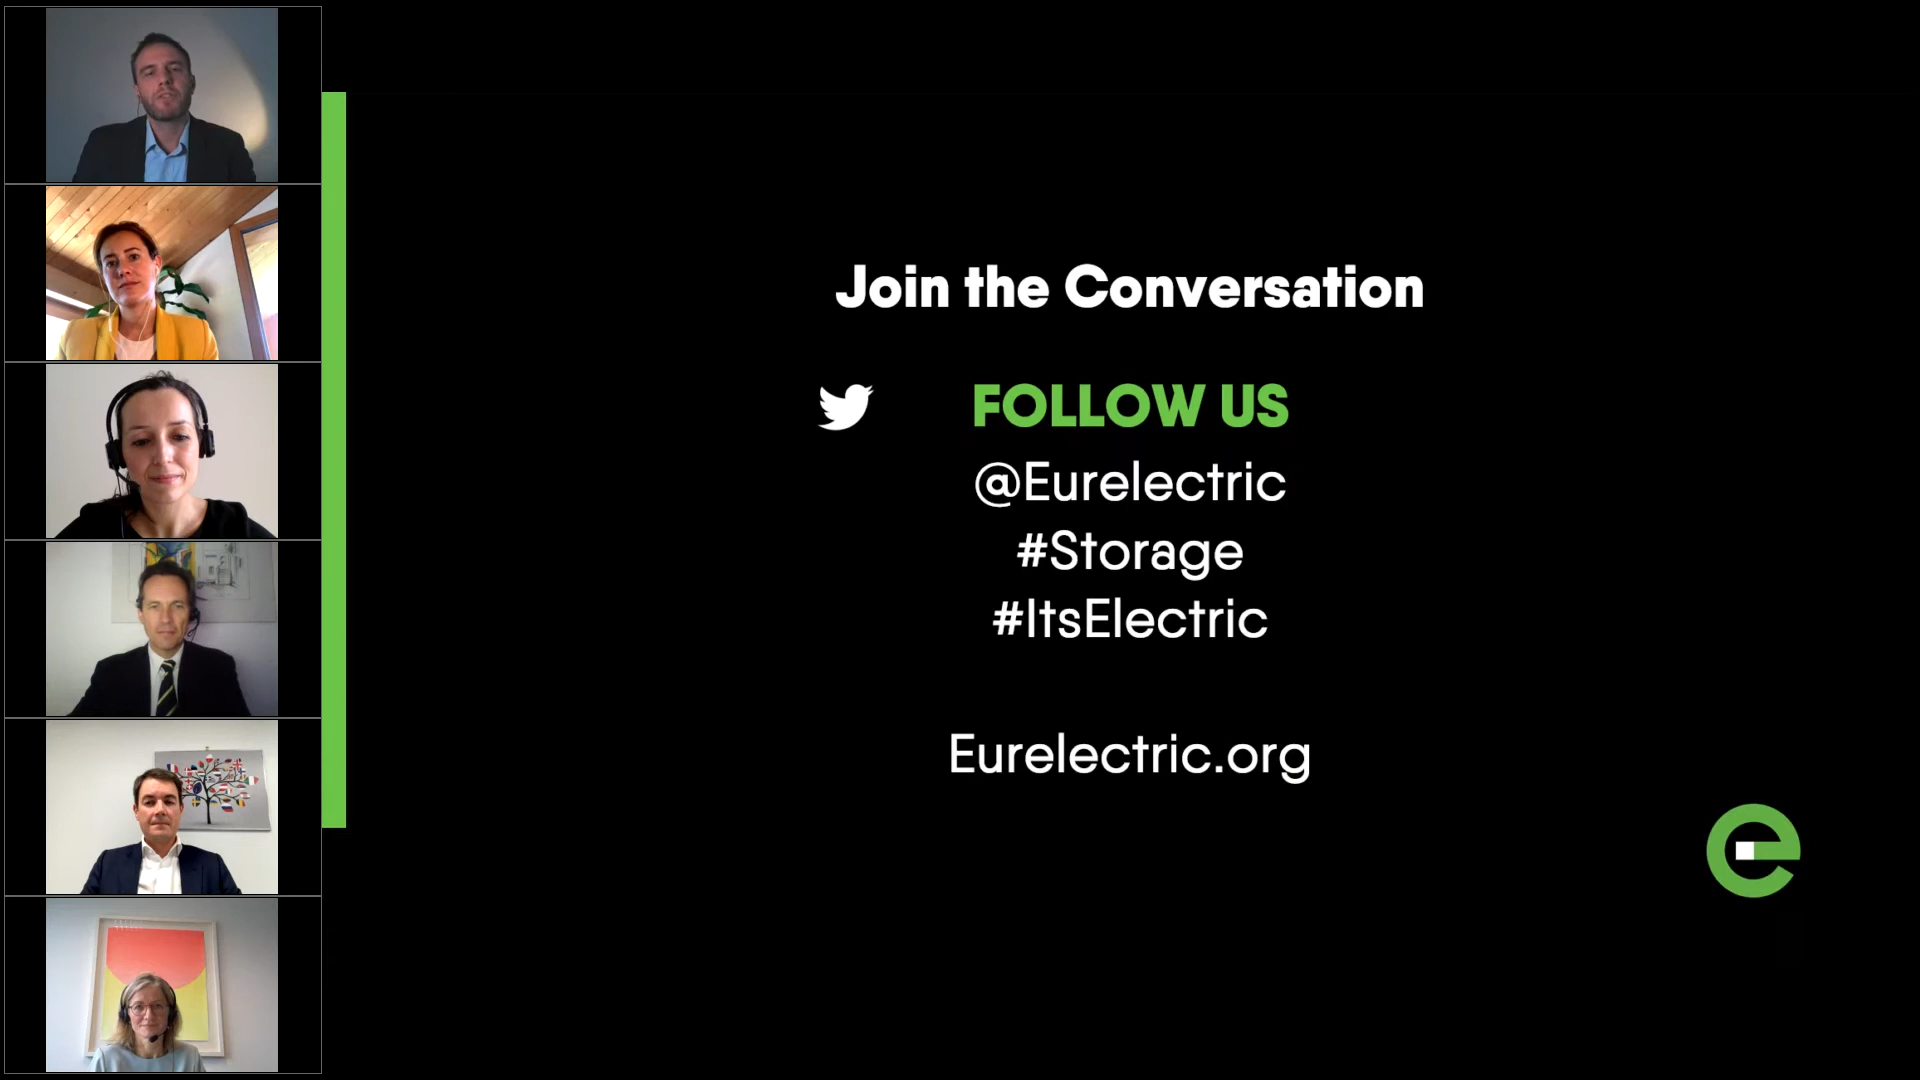 Join the Conversation
FOLLOW US
@Eurelectric
#Storage
#ItsElectric
Eurelectric.org